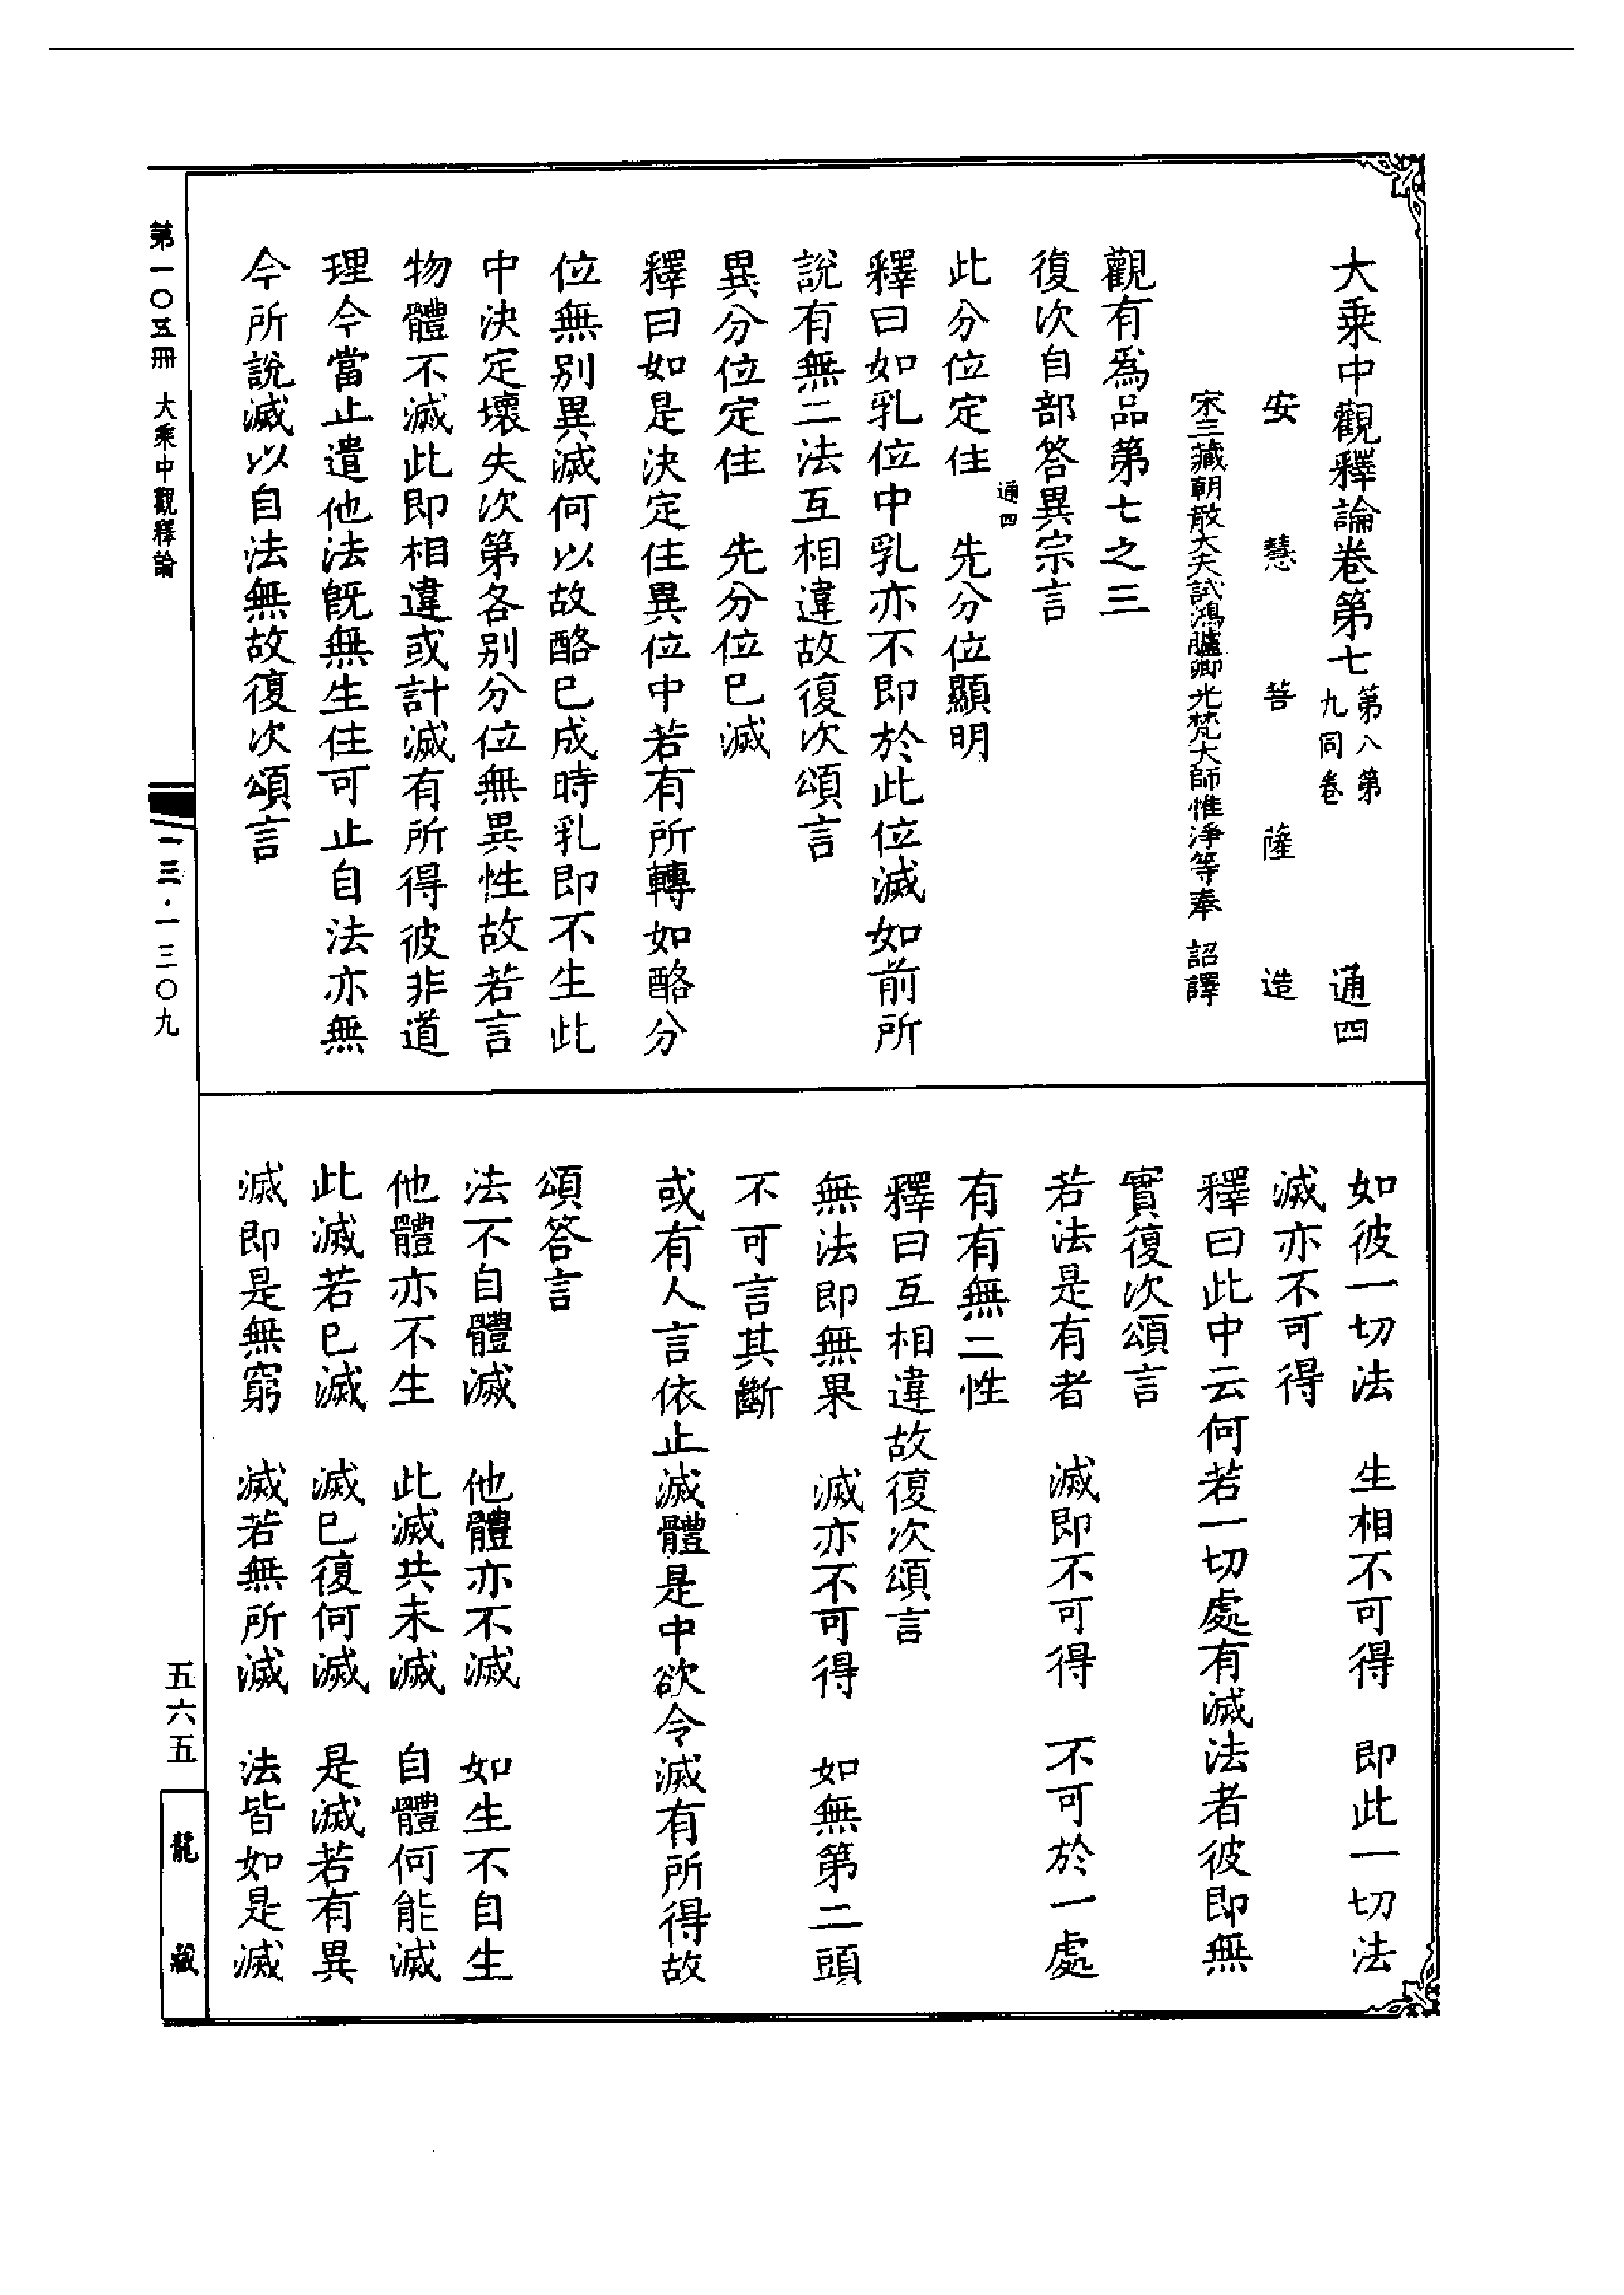 大乗中觀釋論卷第七 第八第九同卷 通四
安慧菩薩造
宋三藏朝散大夫試鴻臚卿光梵大師惟淨等奉 詔譯
觀有爲品第七之三
復次自部答異宗言
通四
此分位定住 先分位顯明
釋曰如乳位中乳亦不即於此位滅如前所
說有無二法互相違故復次頌言
異分位定住 先分位已滅
釋曰如是決定住異位中若有所轉如酪分
位無別異滅何以故酪已成時乳即不生此
中決定壞失次第各別分位無異性故若言
物體不滅此即相違或計滅有所得彼非道
理今當止遣他法旣無生住可止自法亦無
今所說滅以自法無故復次頌言
如彼一切法 生相不可得 即此一切法
滅亦不可得
釋曰此中云何若一切處有滅法者彼即無
實復次頌言
若法是有者 滅即不可得 不可於一處
有有無二性
釋曰互相違故復次頌言
無法即無果 滅亦不可得 如無第二頭
不可言其斷
或有人言依止滅體是中欲令滅有所得故
頌答言
法不自體滅 他體亦不滅 如生不自生
他體亦不生 此滅共未滅 自體何能滅
此滅若已滅 滅已復何滅 是滅若有異
滅即是無窮 滅若無所滅 法皆如是滅
第一〇五冊 大乘中觀釋論
一三·一三〇九
五六五
龍藏